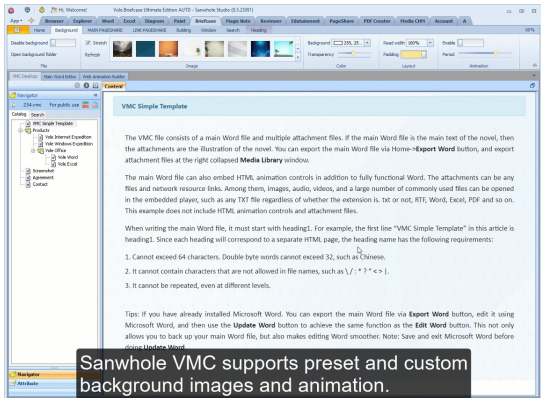 Hi, Welcome! Vole Briefcase Ultimate Edition AUTD - Sanwhole Studio (8.5.23051)
App Browser Explorer Word Excel Diagram Paint Briefcase Magic Note Reviewer Edutainment PageShare PDF Creator Media CHM Account A
Home Background MAIN PAGESHARE LINK PAGESHARE Building Window Search Heading
Disable background Stretch Background 255, 25.. Read width 100% Enable
Open background folder Refresh Transparency Padding Period
File Image Color Layout Animation
VMC Desktop Main Word Editor Web Animation Builder
Navigator Content
234.vmc For public use
Catalog Search
VMC Simple Template
Products
Vole Internet Expedition
Vole Windows Expedition
Vole Office
Vole Word
Vole Excel
Screenshot
Agreement
Contact
VMC Simple Template
The VMC file consists of a main Word file and multiple attachment files. If the main Word file is the main text of the novel, then
the attachments are the illustration of the novel. You can export the main Word file via Home->Export Word button, and export
attachment files at the right collapsed Media Library window.
The main Word file can also embed HTML animation controls in addition to fully functional Word. The attachments can be any
files and network resource links. Among them, images, audio, videos, and a large number of commonly used files can be opened
in the embedded player, such as any TXT file regardless of whether the extension is. txt or not, RTF, Word, Excel, PDF and so on.
This example does not include HTML animation controls and attachment files.
When writing the main Word file, it must start with heading1. For example, the first line "VMC Simple Template" in this article is
heading1. Since each heading will correspond to a separate HTML page, the heading name has the following requirements:
1. Cannot exceed 64 characters. Double byte words cannot exceed 32, such as Chinese.
2. It cannot contain characters that are not allowed in file names, such as \ / : * ? " < > |.
3. It cannot be repeated, even at different levels.
Tips: If you have already installed Microsoft Word. You can export the main Word file via Export Word button, edit it using
Microsoft Word, and then use the Update Word button to achieve the same function as the Edit Word button. This not only
allows you to back up your main Word file, but also makes editing Word smoother. Note: Save and exit Microsoft Word before
doing Update Word.
Navigator
Attribute
Sanwhole VMC supports preset and custom
background images and animation.